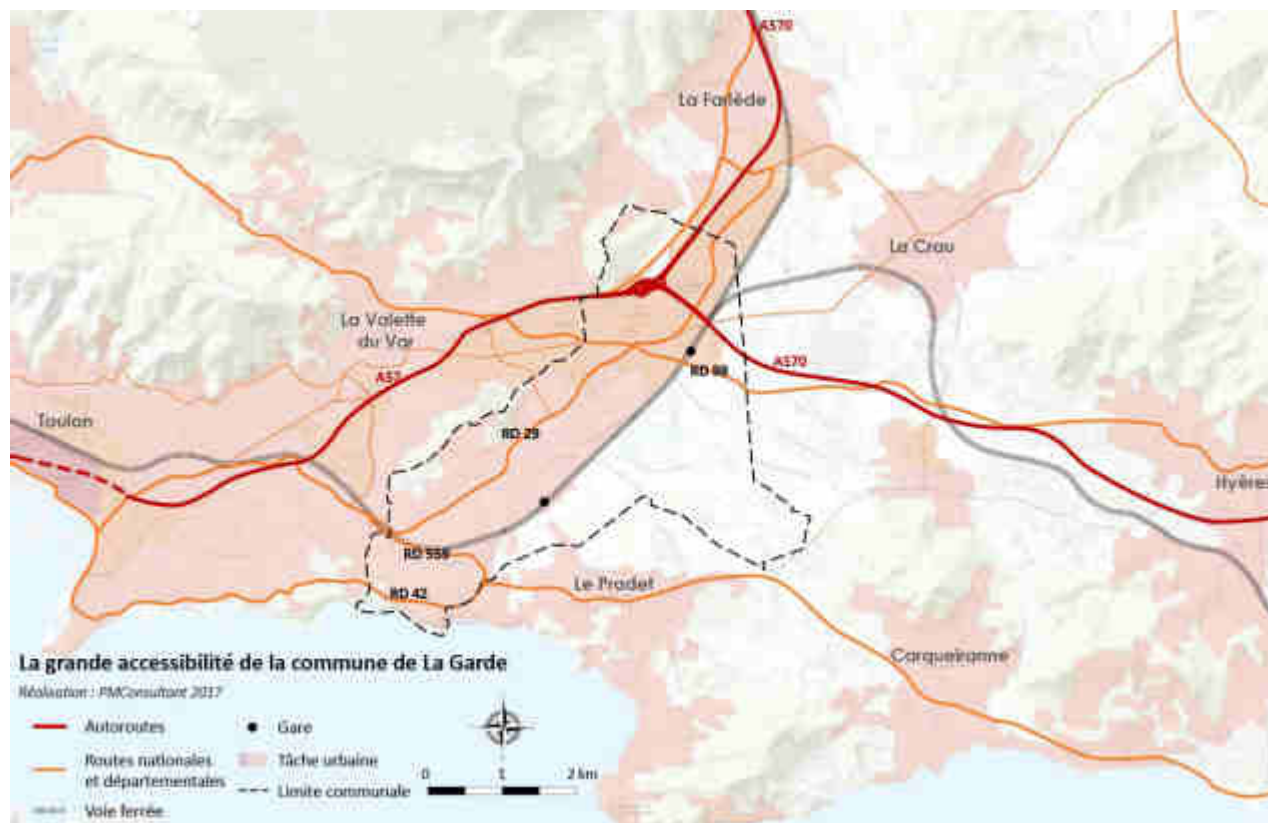 A570
La Farlède
La Crau
La Valette
du Var
A57
A570
RD 98
Toulon
RD 29
Hyères
RD 559
Le Pradet
RD 42
Carqueiranne
La grande accessibilité de la commune de La Garde
Réalisation : PMConsultant 2017
Autoroutes
Gare
Routes nationales
et départementales
Tâche urbaine
0 1 2 km
Limite communale
Voie ferrée